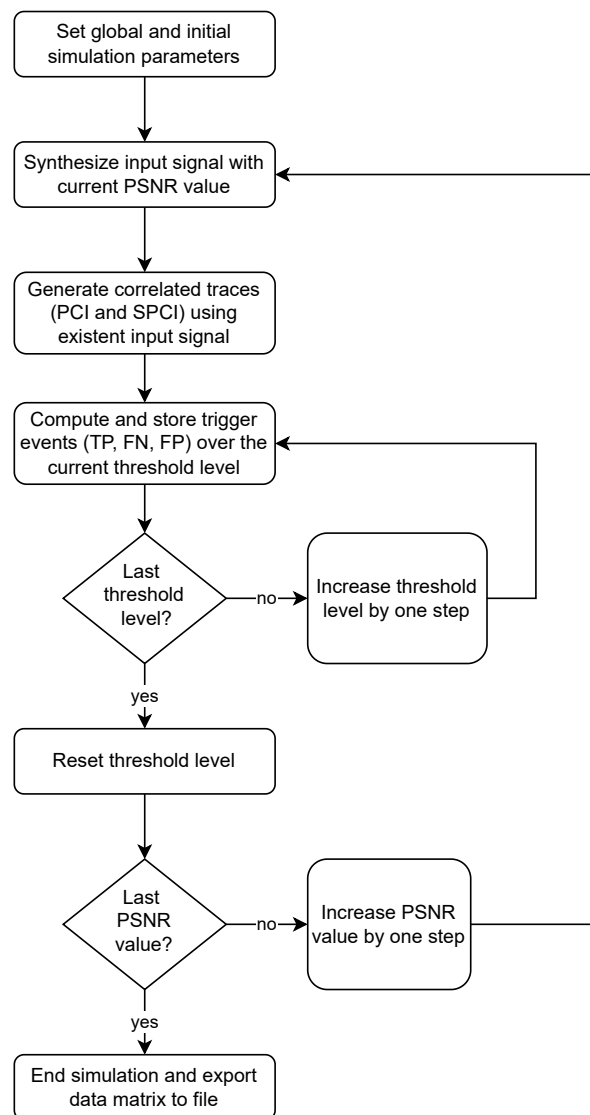 Set global and initial
simulation parameters
Synthesize input signal with
current PSNR value
Generate correlated traces
(PCI and SPCI) using
existent input signal
Compute and store trigger
events (TP, FN, FP) over the
current threshold level
Last
threshold
level?
no
Increase threshold
level by one step
yes
Reset threshold level
Last
PSNR
value?
no
Increase PSNR
value by one step
yes
End simulation and export
data matrix to file